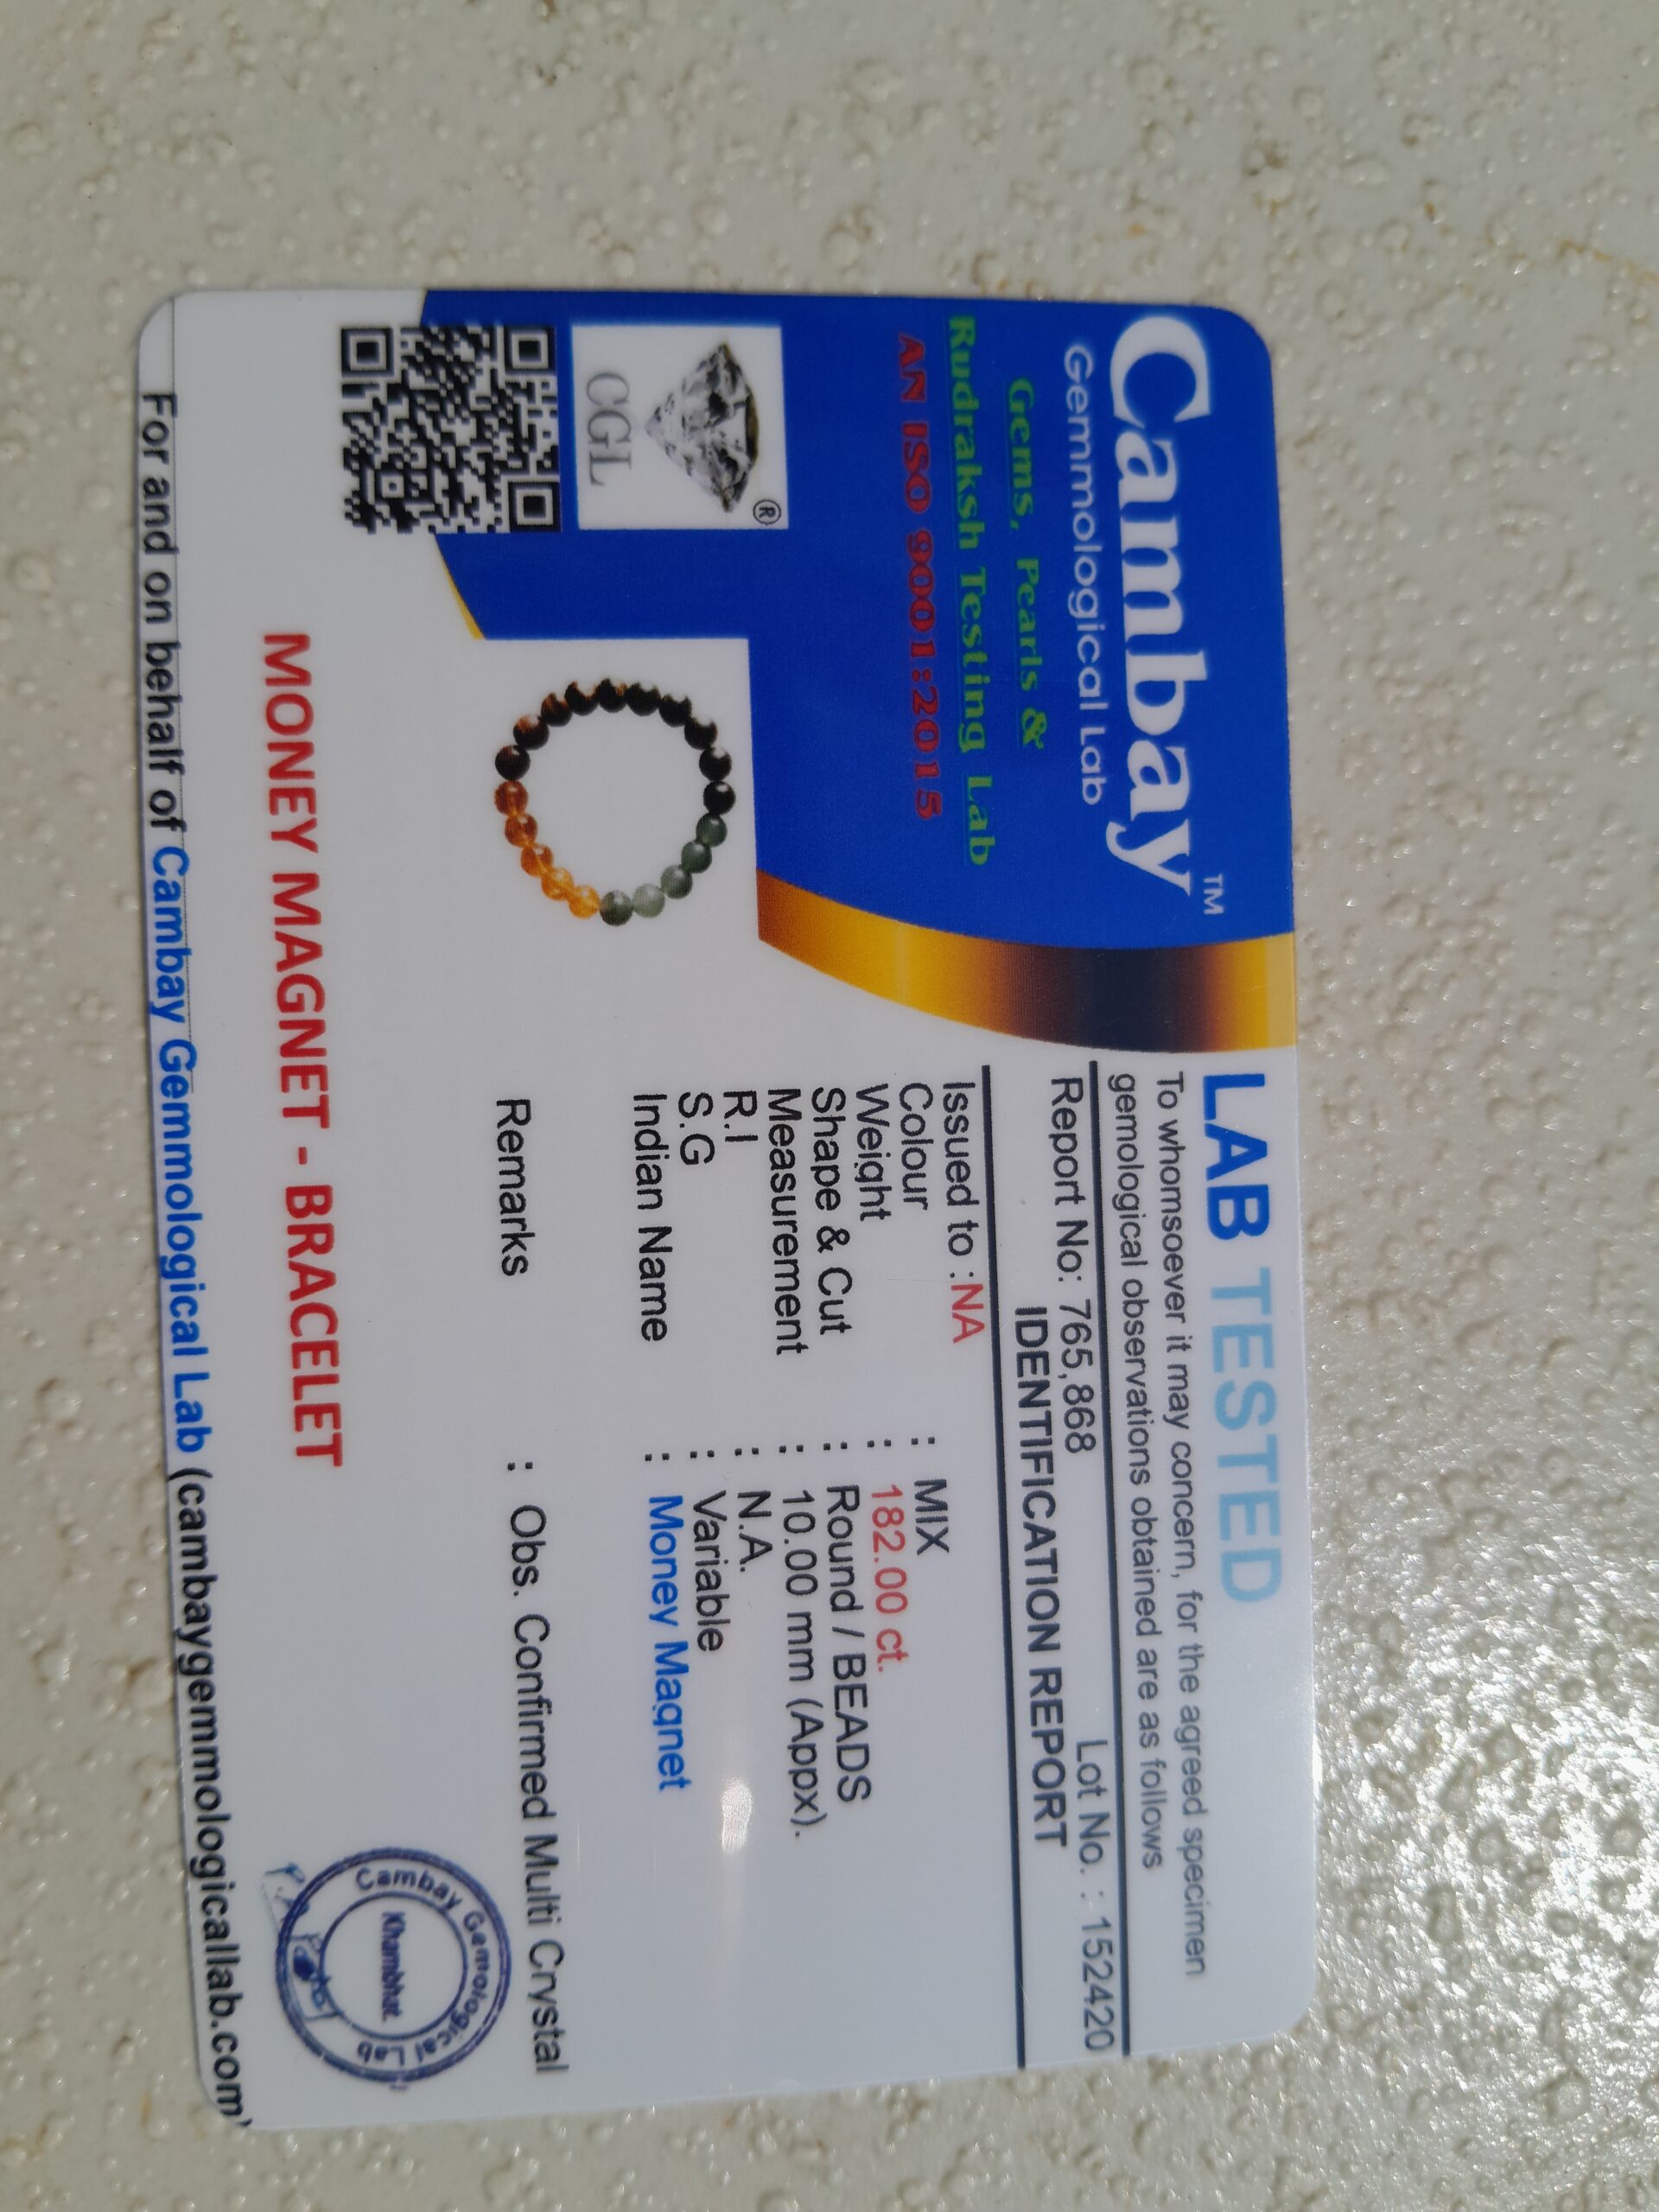 Cambay™
Gemmological Lab
Gems, Pearls &
Rudraksh Testing Lab
AN ISO 9001:2015
®
CGL
LAB TESTED
To whomsoever it may concern, for the agreed specimen
gemological observations obtained are as follows
Report No: 765,868 Lot No. : 152420
IDENTIFICATION REPORT
Issued to :NA
Colour : MIX
Weight : 182.00 ct.
Shape & Cut : Round / BEADS
Measurement : 10.00 mm (Appx).
R.I : N.A.
S.G : Variable
Indian Name : Money Magnet
Remarks : Obs. Confirmed Multi Crystal
Cambay Gemological Lab
Khambhat.
MONEY MAGNET - BRACELET
For and on behalf of Cambay Gemmological Lab (cambaygemmologicallab.com)